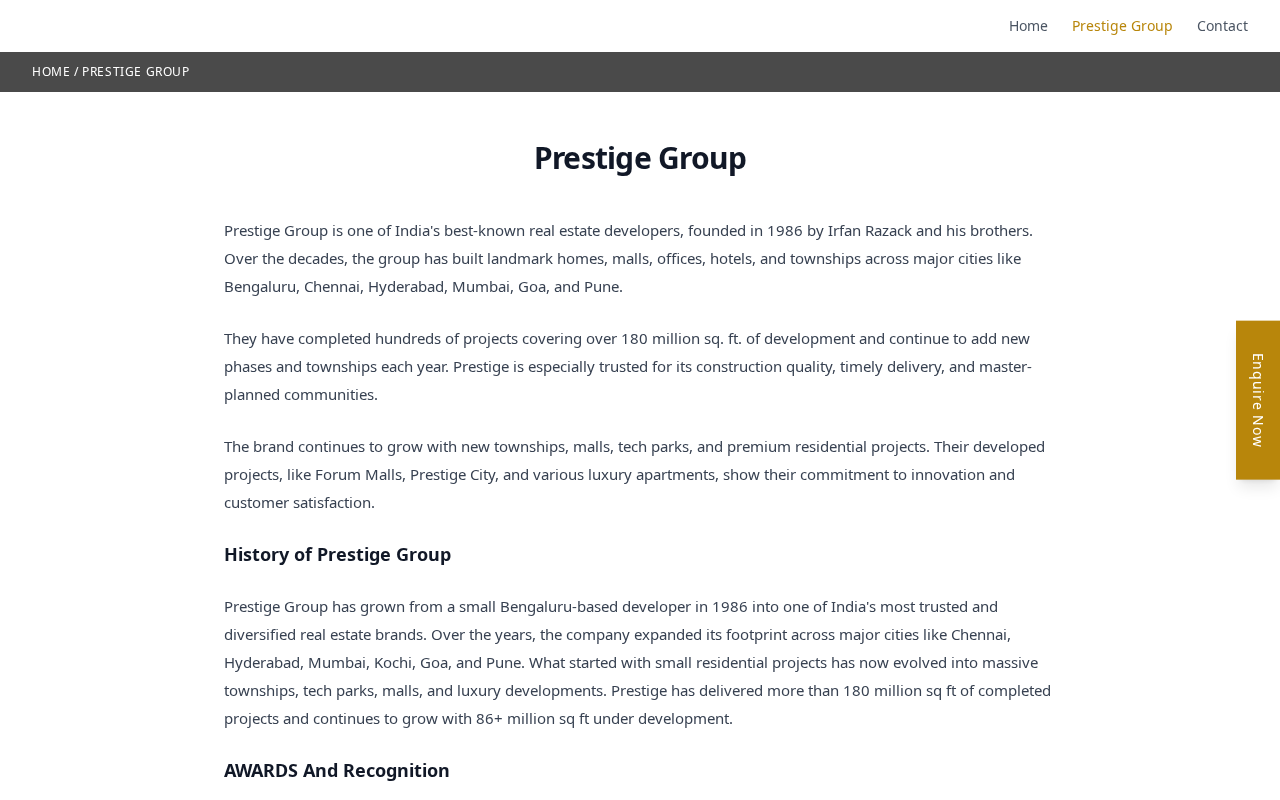 Home Prestige Group Contact
HOME / PRESTIGE GROUP
Prestige Group
Prestige Group is one of India's best-known real estate developers, founded in 1986 by Irfan Razack and his brothers.
Over the decades, the group has built landmark homes, malls, offices, hotels, and townships across major cities like
Bengaluru, Chennai, Hyderabad, Mumbai, Goa, and Pune.
They have completed hundreds of projects covering over 180 million sq. ft. of development and continue to add new
phases and townships each year. Prestige is especially trusted for its construction quality, timely delivery, and master-
planned communities.
Enquire Now
The brand continues to grow with new townships, malls, tech parks, and premium residential projects. Their developed
projects, like Forum Malls, Prestige City, and various luxury apartments, show their commitment to innovation and
customer satisfaction.
History of Prestige Group
Prestige Group has grown from a small Bengaluru-based developer in 1986 into one of India's most trusted and
diversified real estate brands. Over the years, the company expanded its footprint across major cities like Chennai,
Hyderabad, Mumbai, Kochi, Goa, and Pune. What started with small residential projects has now evolved into massive
townships, tech parks, malls, and luxury developments. Prestige has delivered more than 180 million sq ft of completed
projects and continues to grow with 86+ million sq ft under development.
AWARDS And Recognition